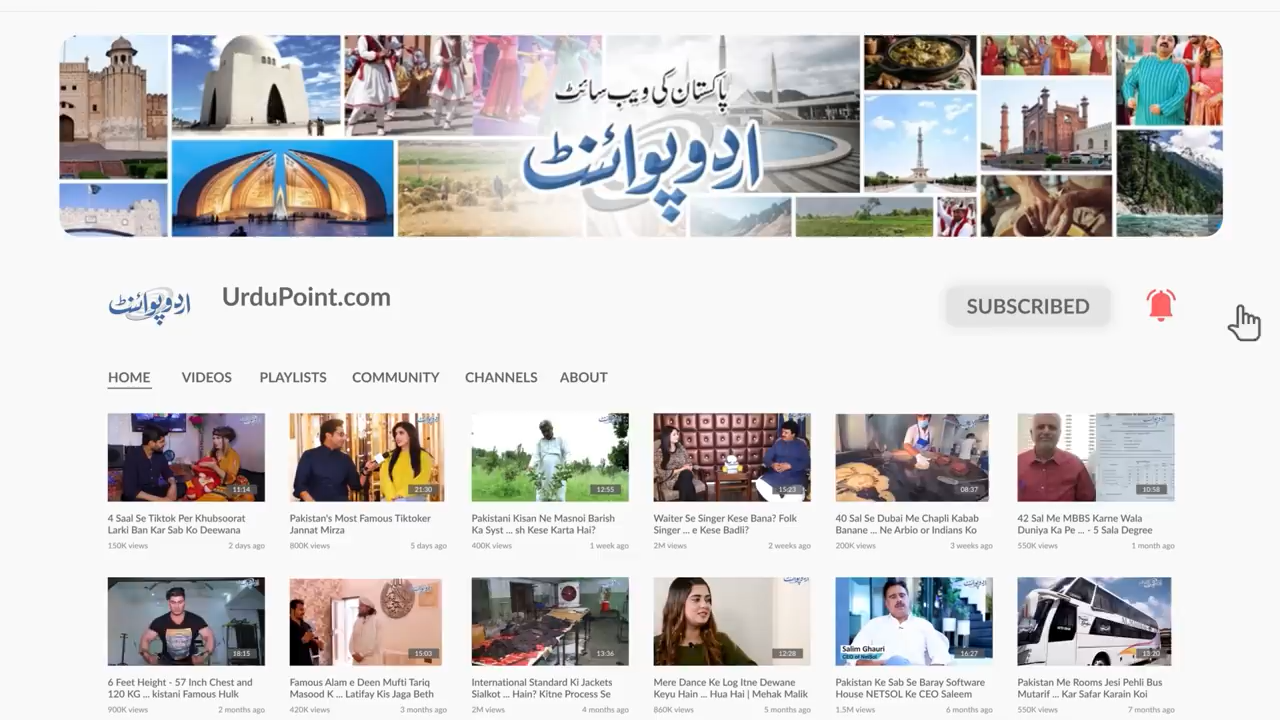 پاکستان کی ویب سائٹ
اردو پوائنٹ
اردو پوائنٹ
UrduPoint.com
SUBSCRIBED
HOME VIDEOS PLAYLISTS COMMUNITY CHANNELS ABOUT
11:14 21:30 12:55 15:23 08:37 10:58
4 Saal Se Tiktok Per Khubsoorat
Larki Ban Kar Sab Ko Deewana
150K views 2 days ago
Pakistan's Most Famous Tiktoker
Jannat Mirza
800K views 5 days ago
Pakistani Kisan Ne Masnoi Barish
Ka Syst ... sh Kese Karta Hai?
400K views 1 week ago
Waiter Se Singer Kese Bana? Folk
Singer ... e Kese Badli?
2M views 2 weeks ago
40 Sal Se Dubai Me Chapli Kabab
Banane ... Ne Arbio or Indians Ko
200K views 3 weeks ago
42 Sal Me MBBS Karne Wala
Duniya Ka Pe ... - 5 Sala Degree
550K views 1 month ago
18:15 15:03 13:36 12:28 16:27 13:20
Salim Ghauri
CEO of NetSol
6 Feet Height - 57 Inch Chest and
120 KG ... kistani Famous Hulk
900K views 2 months ago
Famous Alam e Deen Mufti Tariq
Masood K ... Latifay Kis Jaga Beth
420K views 3 months ago
International Standard Ki Jackets
Sialkot ... Hain? Kitne Process Se
2M views 4 months ago
Mere Dance Ke Log Itne Dewane
Keyu Hain ... Hua Hai | Mehak Malik
860K views 5 months ago
Pakistan Ke Sab Se Baray Software
House NETSOL Ke CEO Saleem
1.5M views 6 months ago
Pakistan Me Rooms Jesi Pehli Bus
Mutarif ... Kar Safar Karain Koi
550K views 7 months ago